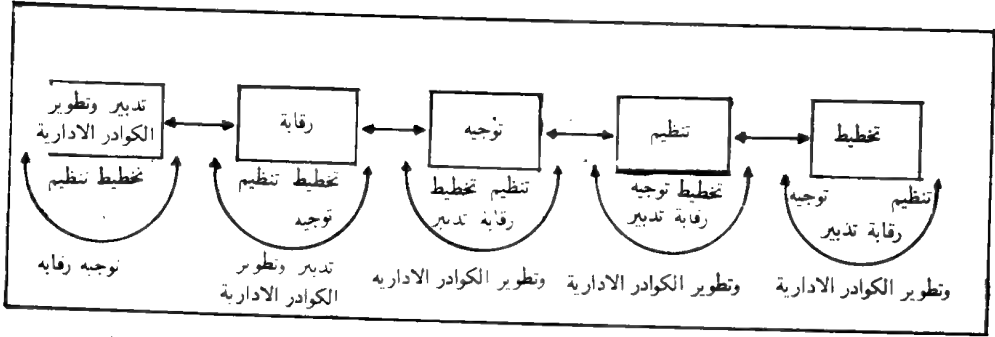 تخطيط
تنظيم توجيه
رقابة تدبير
وتطوير الكوادر الادارية
تنظيم
تخطيط توجيه
رقابة تدبير
وتطوير الكوادر الادارية
توجيه
تنظيم تخطيط
رقابة تدبير
وتطوير الكوادر الادارية
رقابة
تخطيط تنظيم
توجيه
تدبير وتطوير
الكوادر الادارية
تدبير وتطوير
الكوادر الادارية
تخطيط تنظيم
توجيه رقابه